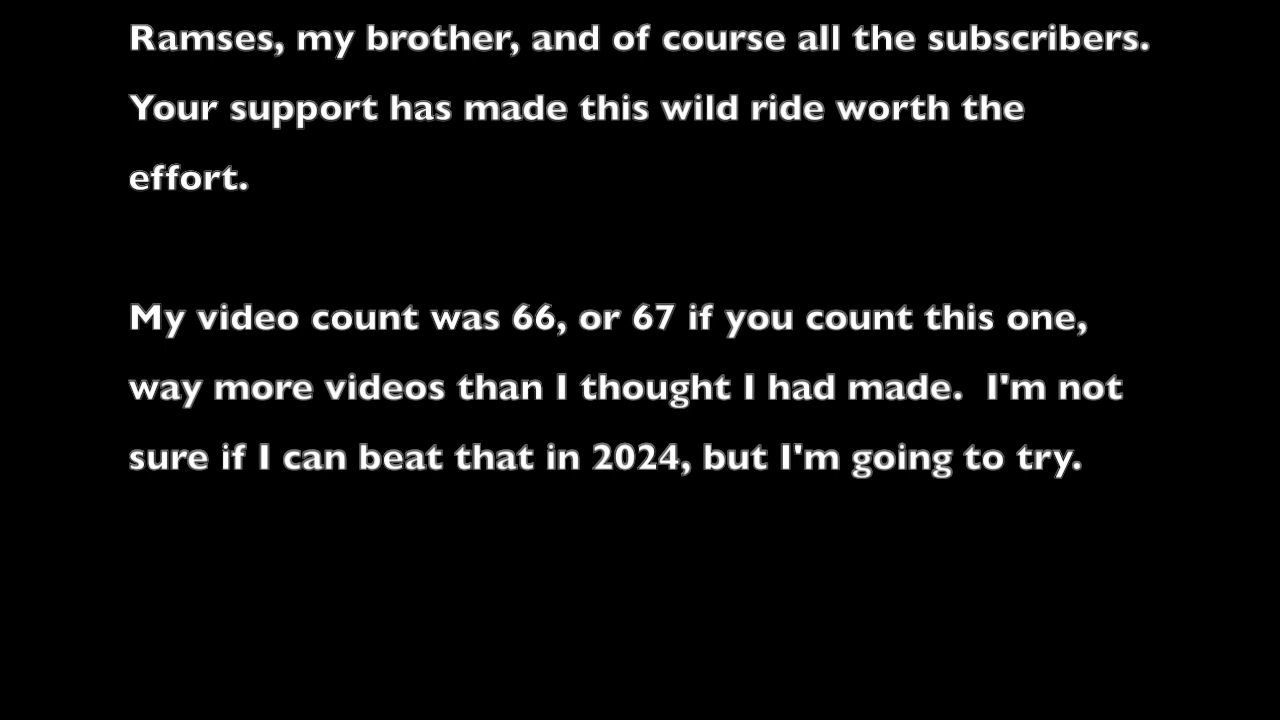 Ramses, my brother, and of course all the subscribers.
Your support has made this wild ride worth the
effort.
My video count was 66, or 67 if you count this one,
way more videos than I thought I had made.  I'm not
sure if I can beat that in 2024, but I'm going to try.